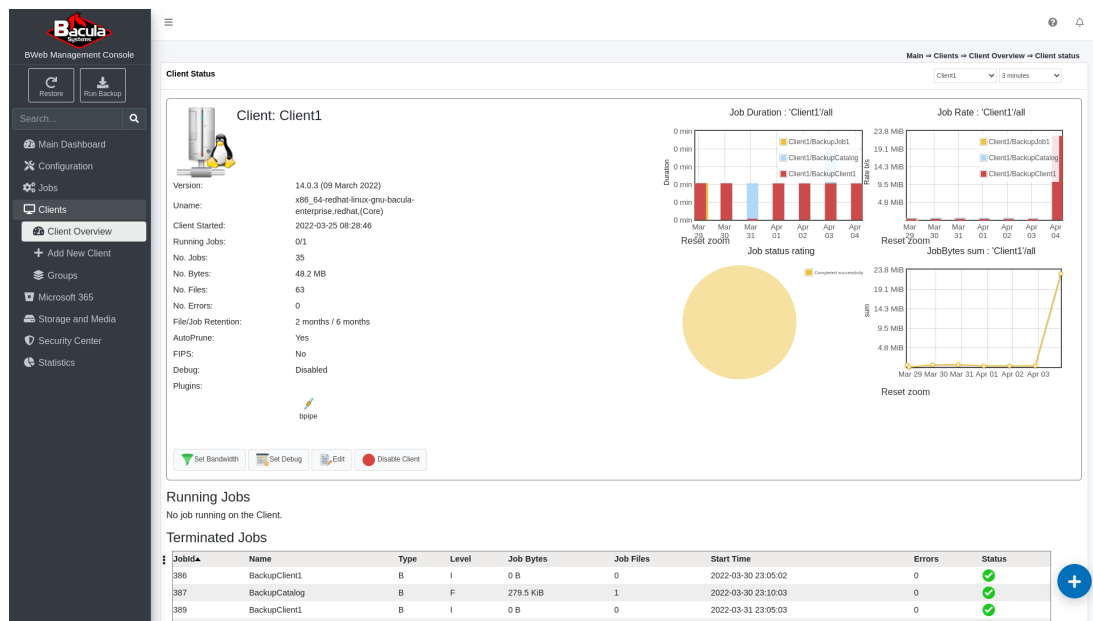 Bacula
Systems
BWeb Management Console
Restore
Run Backup
Search...
Main Dashboard
Configuration
Jobs
Clients
Client Overview
Add New Client
Groups
Microsoft 365
Storage and Media
Security Center
Statistics
Main ⇒ Clients ⇒ Client Overview ⇒ Client status
Client Status
Client1
3 minutes
Client: Client1
Version: 14.0.3 (09 March 2022)
Uname: x86_64-redhat-linux-gnu-bacula-
enterprise,redhat,(Core)
Client Started: 2022-03-25 08:28:46
Running Jobs: 0/1
No. Jobs: 35
No. Bytes: 48.2 MB
No. Files: 63
No. Errors: 0
File/Job Retention: 2 months / 6 months
AutoPrune: Yes
FIPS: No
Debug: Disabled
Plugins:
bpipe
Set Bandwidth
Set Debug
Edit
Disable Client
Job Duration : 'Client1'/all
0 min
0 min
0 min
0 min
0 min
0 min
Duration
Client1/BackupJob1
Client1/BackupCatalog
Client1/BackupClient1
Mar 29 Mar 30 Mar 31 Apr 01 Apr 02 Apr 03 Apr 04
Reset zoom
Job Rate : 'Client1'/all
23.8 MiB
19.1 MiB
14.3 MiB
9.5 MiB
4.8 MiB
Rate b/s
Client1/BackupJob1
Client1/BackupCatalog
Client1/BackupClient1
Mar 29 Mar 30 Mar 31 Apr 01 Apr 02 Apr 03 Apr 04
Reset zoom
Job status rating
Completed successfully
JobBytes sum : 'Client1'/all
23.8 MiB
19.1 MiB
14.3 MiB
9.5 MiB
4.8 MiB
sum
Mar 29 Mar 30 Mar 31 Apr 01 Apr 02 Apr 03
Reset zoom
Running Jobs
No job running on the Client.
Terminated Jobs
JobId Name Type Level Job Bytes Job Files Start Time Errors Status
386 BackupClient1 B I 0 B 0 2022-03-30 23:05:02 0
387 BackupCatalog B F 279.5 KiB 1 2022-03-30 23:10:03 0
389 BackupClient1 B I 0 B 0 2022-03-31 23:05:03 0